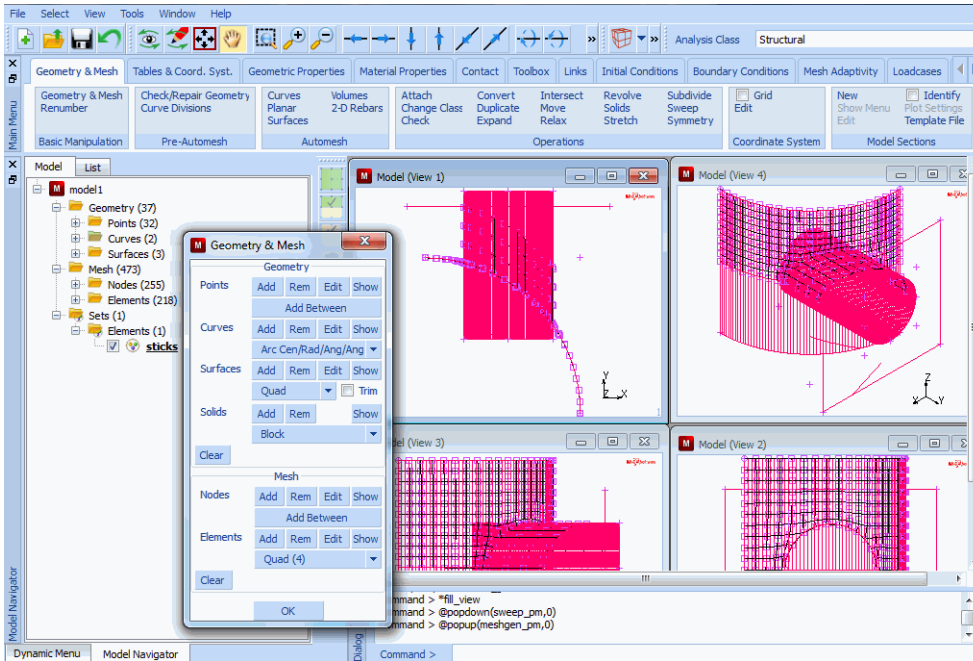 File Select View Tools Window Help
» » Analysis Class Structural
Main Menu
Geometry & Mesh Tables & Coord. Syst. Geometric Properties Material Properties Contact Toolbox Links Initial Conditions Boundary Conditions Mesh Adaptivity Loadcases
Geometry & Mesh Check/Repair Geometry Curves Volumes Attach Convert Intersect Revolve Subdivide Grid New Identify
Renumber Curve Divisions Planar 2-D Rebars Change Class Duplicate Move Solids Sweep Edit Show Menu Plot Settings
Surfaces Check Expand Relax Stretch Symmetry Edit Template File
Basic Manipulation Pre-Automesh Automesh Operations Coordinate System Model Sections
Model List
model1
Geometry (37)
Points (32)
Curves (2)
Surfaces (3)
Mesh (473)
Nodes (255)
Elements (218)
Sets (1)
Elements (1)
sticks
Model Navigator
Geometry & Mesh
Geometry
Points Add Rem Edit Show
Add Between
Curves Add Rem Edit Show
Arc Cen/Rad/Ang/Ang
Surfaces Add Rem Edit Show
Quad Trim
Solids Add Rem Show
Block
Clear
Mesh
Nodes Add Rem Edit Show
Add Between
Elements Add Rem Edit Show
Quad (4)
Clear
OK
Model (View 1)
Y
Z X
1
Model (View 4)
Z
X Y
del (View 3)
Model (View 2)
Dialog
mmand > *fill_view
mmand > @popdown(sweep_pm,0)
mmand > @popup(meshgen_pm,0)
Command >
Dynamic Menu Model Navigator